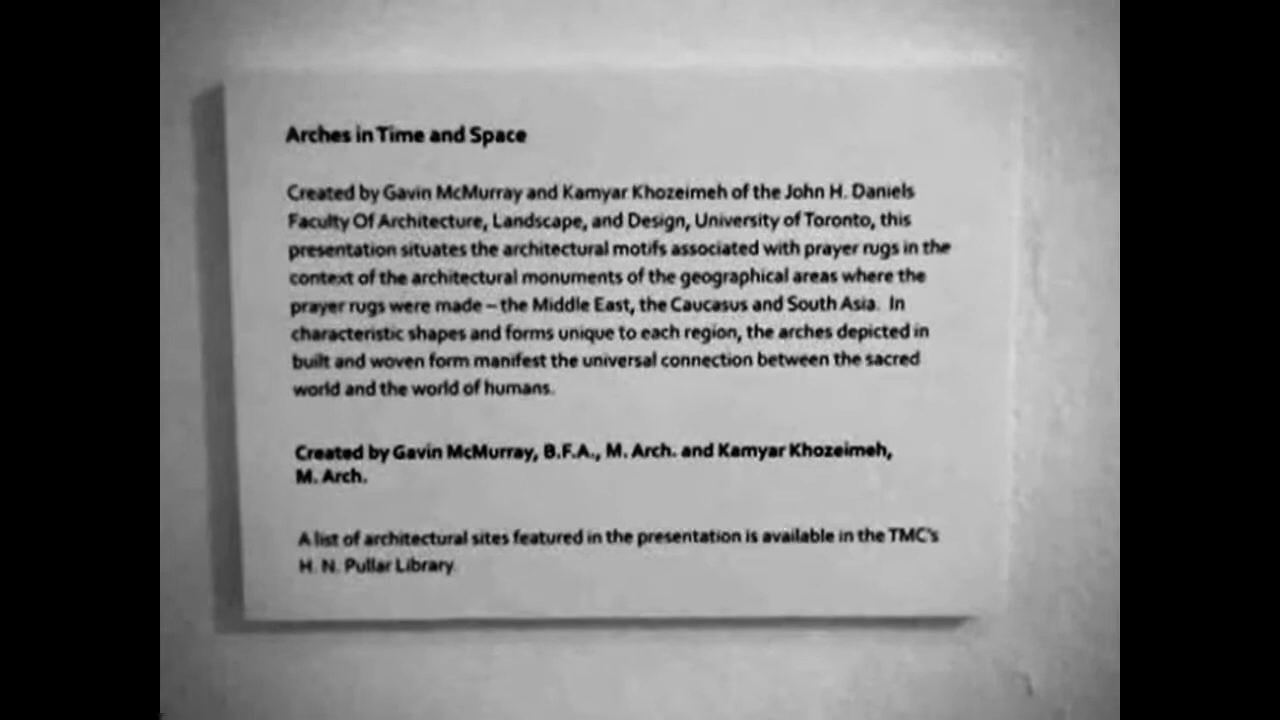 Arches in Time and Space
Created by Gavin McMurray and Kamyar Khozeimeh of the John H. Daniels
Faculty Of Architecture, Landscape, and Design, University of Toronto, this
presentation situates the architectural motifs associated with prayer rugs in the
context of the architectural monuments of the geographical areas where the
prayer rugs were made – the Middle East, the Caucasus and South Asia. In
characteristic shapes and forms unique to each region, the arches depicted in
built and woven form manifest the universal connection between the sacred
world and the world of humans.
Created by Gavin McMurray, B.F.A., M. Arch. and Kamyar Khozeimeh,
M. Arch.
A list of architectural sites featured in the presentation is available in the TMC's
H. N. Pullar Library.